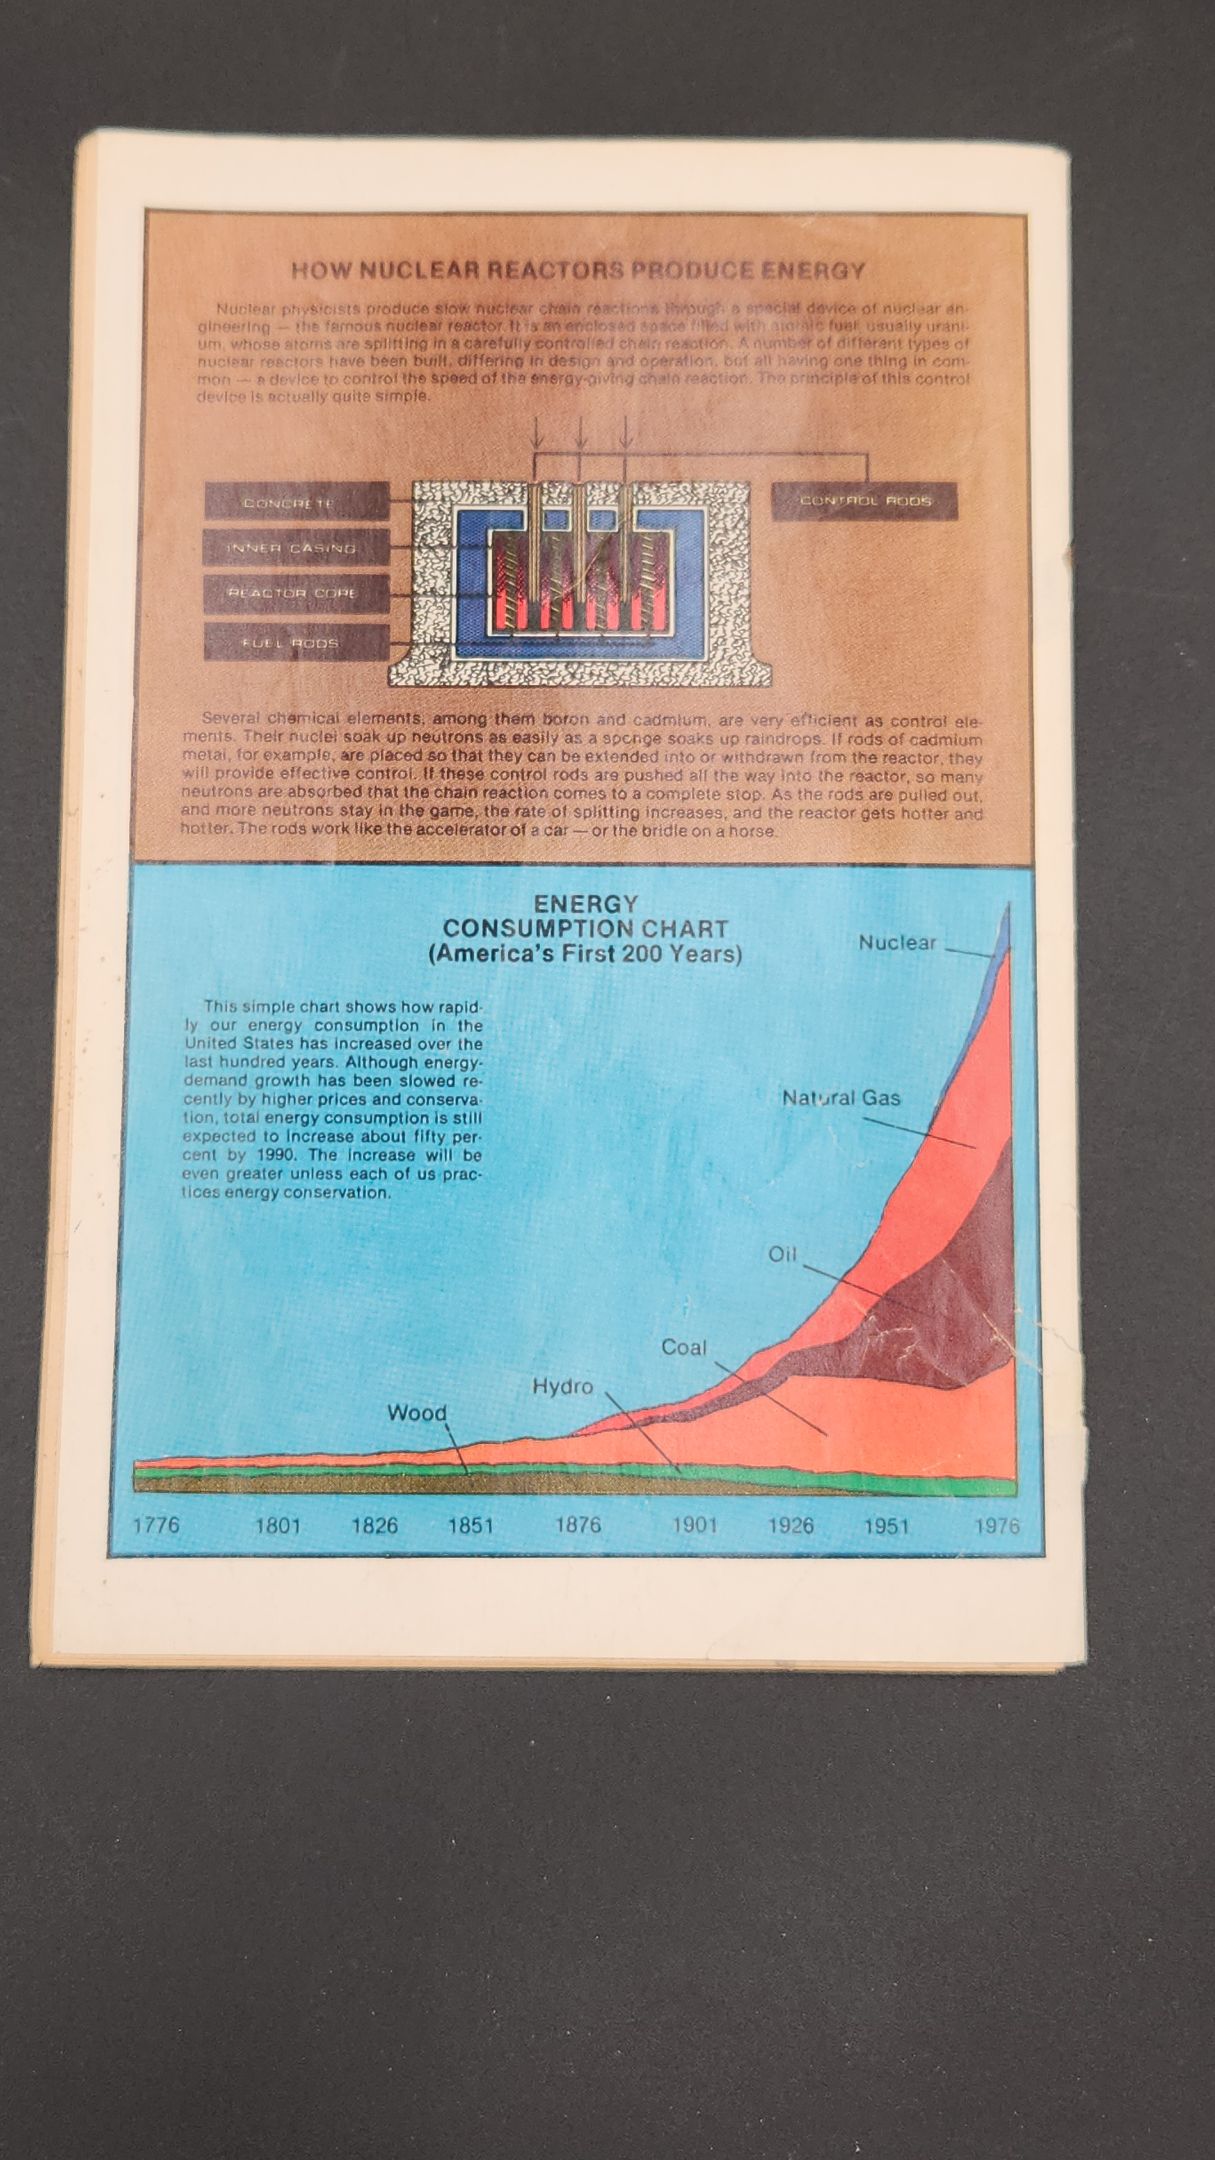 HOW NUCLEAR REACTORS PRODUCE ENERGY
Nuclear physicists produce slow nuclear chain reactions through a special device of nuclear en-
gineering — the famous nuclear reactor. It is an enclosed space filled with atomic fuel, usually urani-
um, whose atoms are splitting in a carefully controlled chain reaction. A number of different types of
nuclear reactors have been built, differing in design and operation, but all having one thing in com-
mon — a device to control the speed of the energy-giving chain reaction. The principle of this control
device is actually quite simple.
CONCRETE
CONTROL RODS
INNER CASING
REACTOR CORE
FUEL RODS
Several chemical elements, among them boron and cadmium, are very efficient as control ele-
ments. Their nuclei soak up neutrons as easily as a sponge soaks up raindrops. If rods of cadmium
metal, for example, are placed so that they can be extended into or withdrawn from the reactor, they
will provide effective control. If these control rods are pushed all the way into the reactor, so many
neutrons are absorbed that the chain reaction comes to a complete stop. As the rods are pulled out,
and more neutrons stay in the game, the rate of splitting increases, and the reactor gets hotter and
hotter. The rods work like the accelerator of a car — or the bridle on a horse.
ENERGY
CONSUMPTION CHART
(America's First 200 Years)
This simple chart shows how rapid-
ly our energy consumption in the
United States has increased over the
last hundred years. Although energy-
demand growth has been slowed re-
cently by higher prices and conserva-
tion, total energy consumption is still
expected to increase about fifty per-
cent by 1990. The increase will be
even greater unless each of us prac-
tices energy conservation.
Nuclear
Natural Gas
Oil
Coal
Hydro
Wood
1776 1801 1826 1851 1876 1901 1926 1951 1976